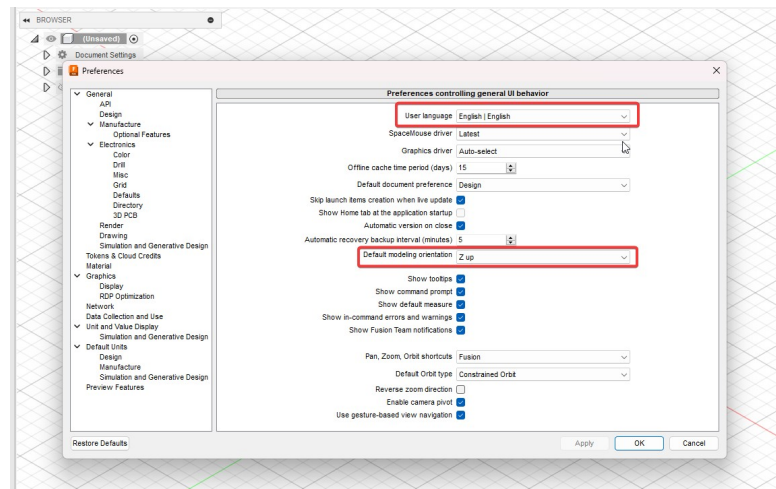 BROWSER
(Unsaved)
Document Settings
Preferences
General
API
Design
Manufacture
Optional Features
Electronics
Color
Drill
Misc
Grid
Defaults
Directory
3D PCB
Render
Drawing
Simulation and Generative Design
Tokens & Cloud Credits
Material
Graphics
Display
RDP Optimization
Network
Data Collection and Use
Unit and Value Display
Simulation and Generative Design
Default Units
Design
Manufacture
Simulation and Generative Design
Preview Features
Preferences controlling general UI behavior
User language English | English
SpaceMouse driver Latest
Graphics driver Auto-select
Offline cache time period (days) 15
Default document preference Design
Skip launch items creation when live update
Show Home tab at the application startup
Automatic version on close
Automatic recovery backup interval (minutes) 5
Default modeling orientation Z up
Show tooltips
Show command prompt
Show default measure
Show in-command errors and warnings
Show Fusion Team notifications
Pan, Zoom, Orbit shortcuts Fusion
Default Orbit type Constrained Orbit
Reverse zoom direction
Enable camera pivot
Use gesture-based view navigation
Restore Defaults
Apply
OK
Cancel